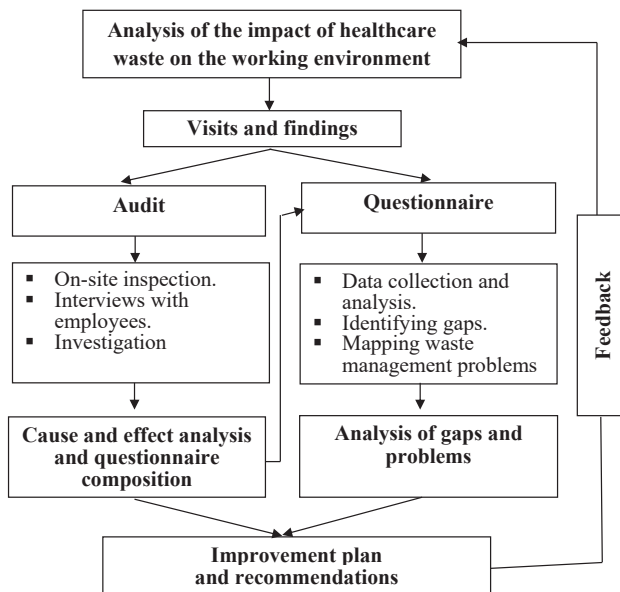 Analysis of the impact of healthcare
waste on the working environment
Visits and findings
Audit
Questionnaire
▪ On-site inspection.
▪ Interviews with
employees.
▪ Investigation
▪ Data collection and
analysis.
▪ Identifying gaps.
▪ Mapping waste
management problems
Feedback
Cause and effect analysis
and questionnaire
composition
Analysis of gaps and
problems
Improvement plan
and recommendations